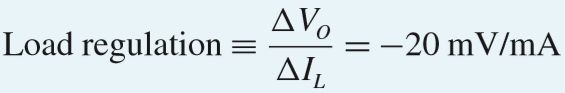 Load regulation ≡ ΔV_O / ΔI_L = −20 mV/mA